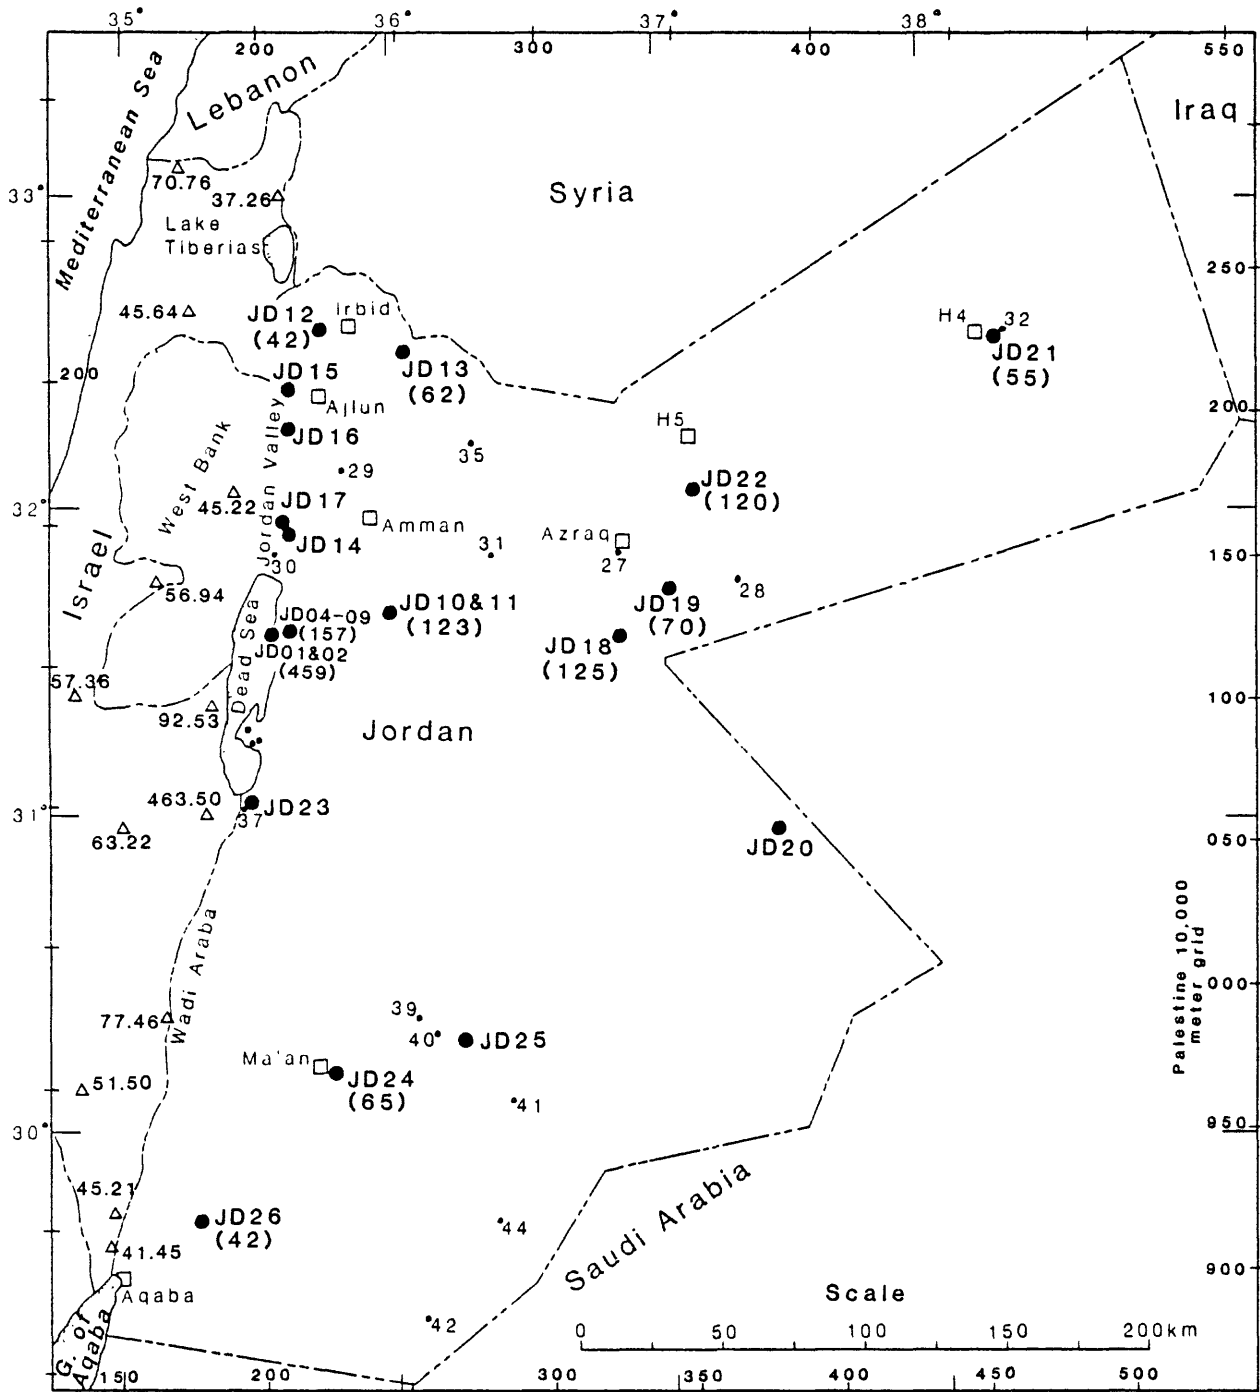 35° 36° 37° 38°
200 300 400 550
Mediterranean Sea
Lebanon
Iraq
70.76
33°
37.26
Syria
Lake
Tiberias
250
45.64
JD12
(42)
Irbid
H4
32
JD21
(55)
JD13
(62)
200
JD15
Ajlun
200
H5
JD16
Jordan Valley
West Bank
35
29
JD22
(120)
45.22
32°
JD17
Amman
Azraq
JD14
31
30
27
150
Israel
56.94
28
JD19
(70)
JD10&11
(123)
JD04-09
(157)
JD01&02
(459)
Dead Sea
JD18
(125)
57.36
92.53
100
Jordan
463.50
31°
JD23
37
63.22
JD20
050
Palestine 10,000
meter grid
Wadi Araba
000
77.46
39
40
JD25
Ma'an
JD24
(65)
51.50
41
30°
950
45.21
JD26
(42)
44
Saudi Arabia
41.45
900
Aqaba
Scale
G. of
Aqaba
42
0 50 100 150 200km
150 200 300 350 400 450 500